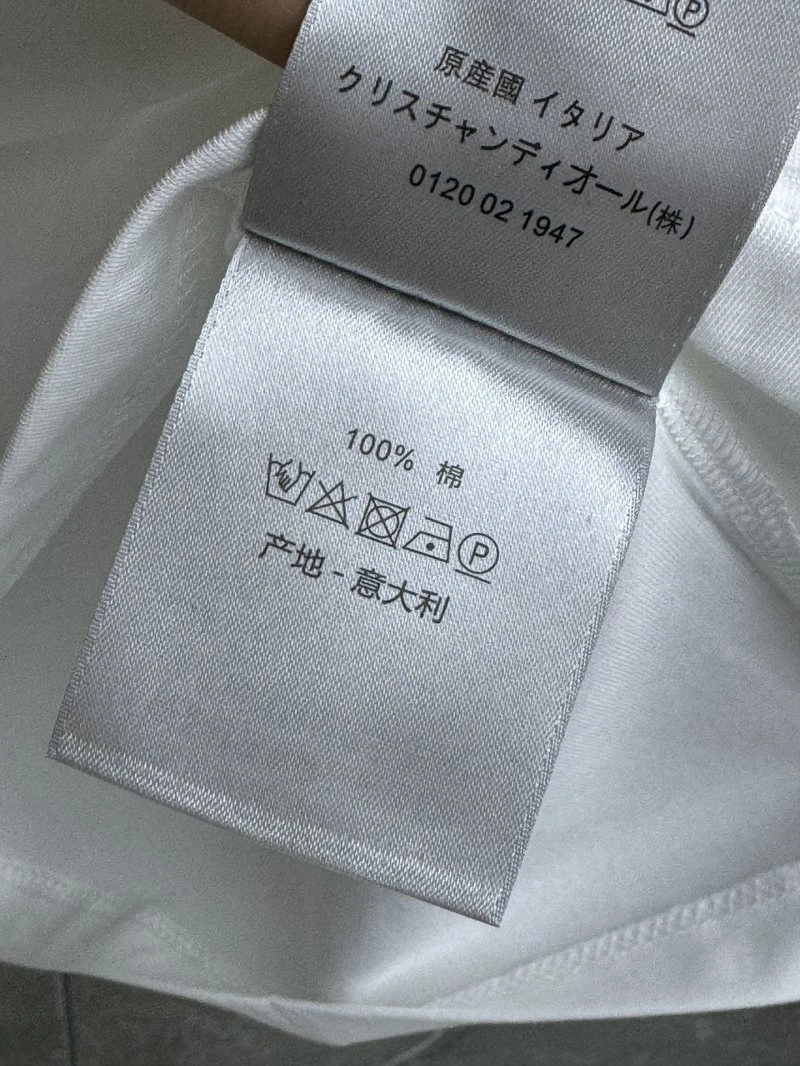 原産國 イタリア
クリスチャンディオール(株)
0120 02 1947
100% 棉
P
产地 - 意大利